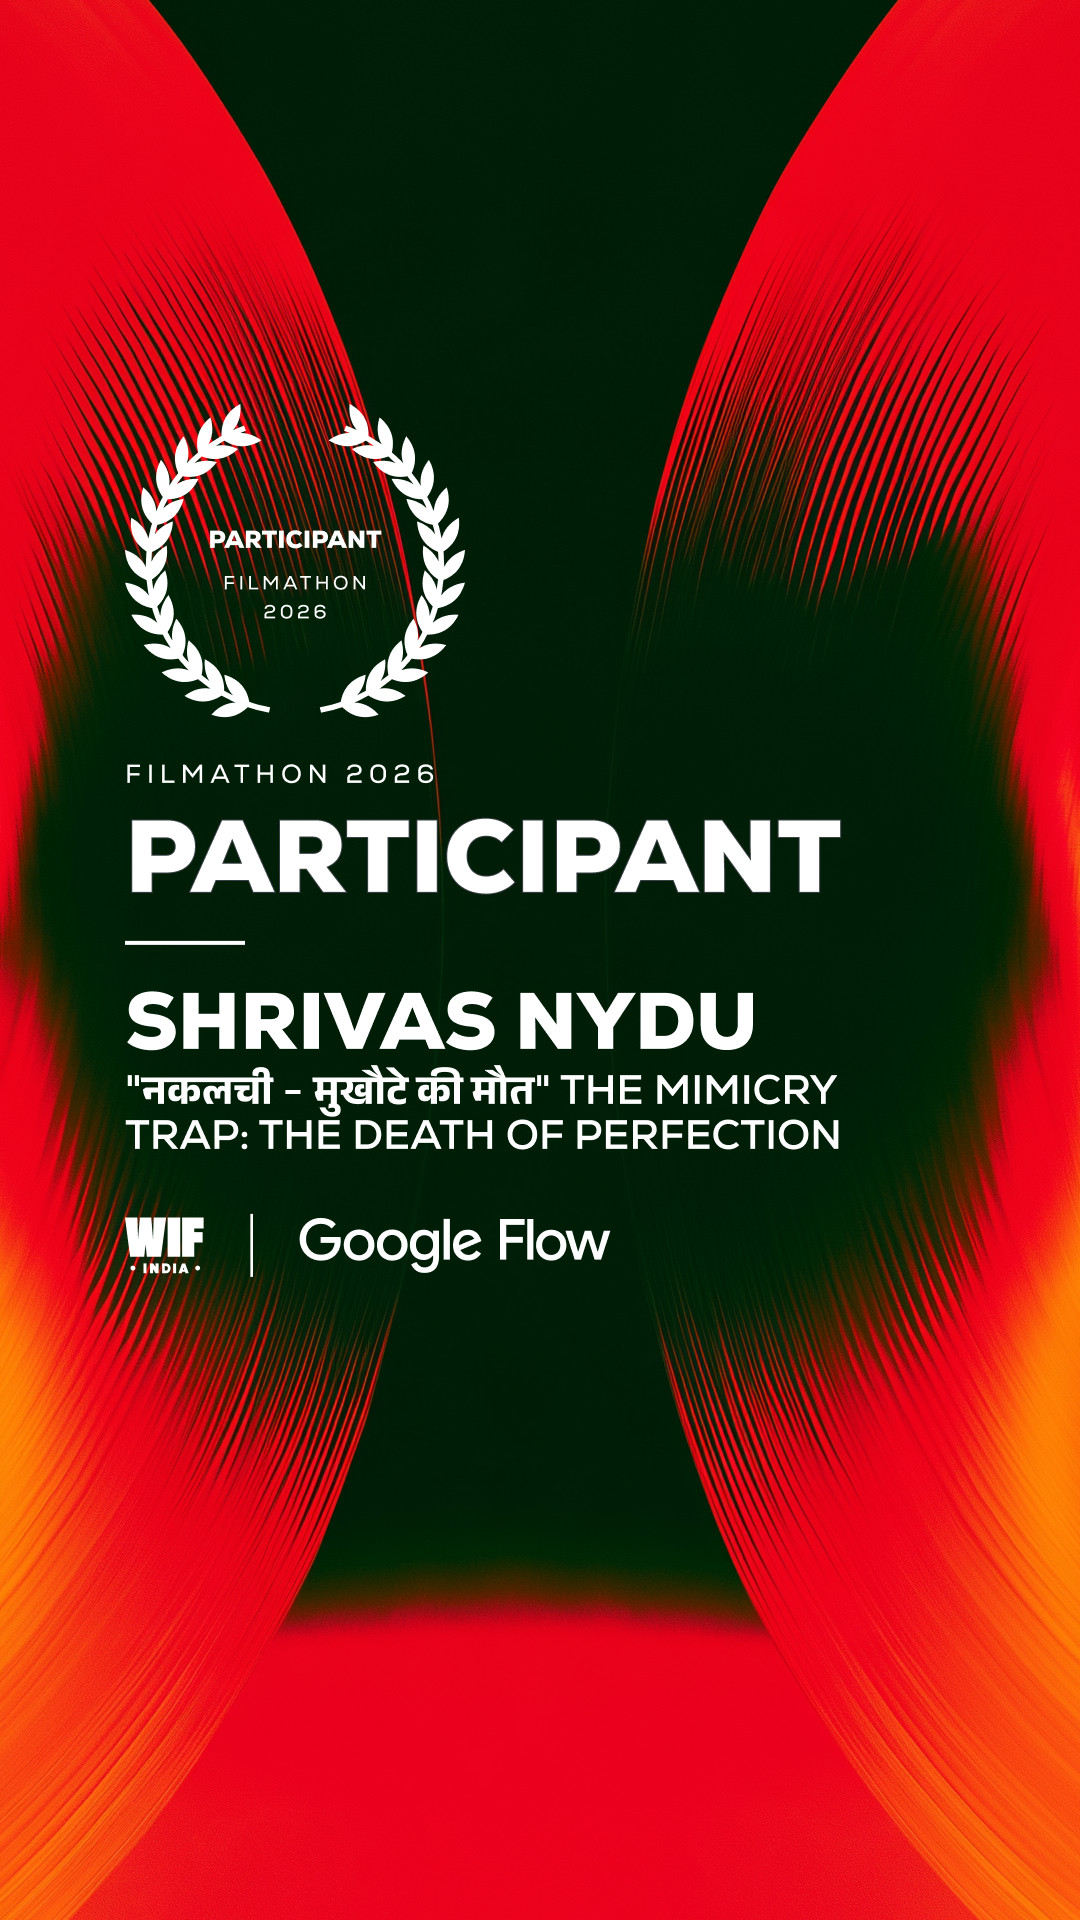 PARTICIPANT
FILMATHON
2026
FILMATHON 2026
PARTICIPANT
SHRIVAS NYDU
"नकलची - मुखौटे की मौत" THE MIMICRY
TRAP: THE DEATH OF PERFECTION
WIF
• INDIA •
Google Flow